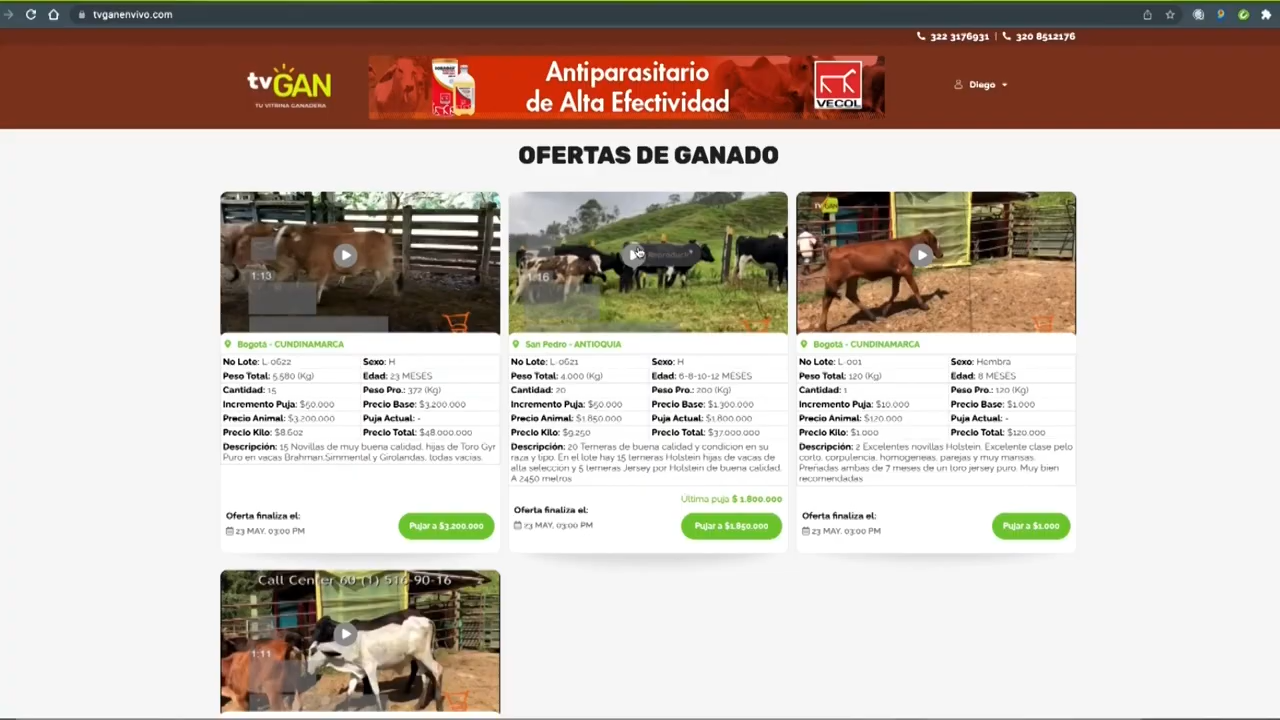 tvganenvivo.com
322 3176931 | 320 8512176
tvGAN
TU VITRINA GANADERA
Antiparasitario
de Alta Efectividad
VECOL
Diego
OFERTAS DE GANADO
1:13
Bogotá - CUNDINAMARCA
No Lote: L-0622 Sexo: H
Peso Total: 5.580 (Kg) Edad: 23 MESES
Cantidad: 15 Peso Pro.: 372 (Kg)
Incremento Puja: $50.000 Precio Base: $3.200.000
Precio Animal: $3.200.000 Puja Actual: -
Precio Kilo: $8.602 Precio Total: $48.000.000
Descripción: 15 Novillas de muy buena calidad, hijas de Toro Gyr
Puro en vacas Brahman,Simmental y Girolandas, todas vacias.
Oferta finaliza el:
23 MAY, 03:00 PM
Pujar a $3.200.000
1:16
San Pedro - ANTIOQUIA
No Lote: L-0621 Sexo: H
Peso Total: 4.000 (Kg) Edad: 6-8-10-12 MESES
Cantidad: 20 Peso Pro.: 200 (Kg)
Incremento Puja: $50.000 Precio Base: $1.300.000
Precio Animal: $1.850.000 Puja Actual: $1.800.000
Precio Kilo: $9.250 Precio Total: $37.000.000
Descripción: 20 Terneras de buena calidad y condicion en su
raza y tipo. En el lote hay 15 terneras Holstein hijas de vacas de
alta selección y 5 terneras Jersey por Holstein de buena calidad.
A 2450 metros
Última puja $ 1.800.000
Oferta finaliza el:
23 MAY, 03:00 PM
Pujar a $1.850.000
tvGAN
Bogotá - CUNDINAMARCA
No Lote: L-001 Sexo: Hembra
Peso Total: 120 (Kg) Edad: 8 MESES
Cantidad: 1 Peso Pro.: 120 (Kg)
Incremento Puja: $10.000 Precio Base: $1.000
Precio Animal: $120.000 Puja Actual: -
Precio Kilo: $1.000 Precio Total: $120.000
Descripción: 2 Excelentes novillas Holstein. Excelente clase pelo
corto, corpulencia, homogeneas, parejas y muy mansas.
Preñadas ambas de 7 meses de un toro jersey puro. Muy bien
recomendadas
Oferta finaliza el:
23 MAY, 03:00 PM
Pujar a $1.000
Call Center 60 (1) 516-90-16
1:11